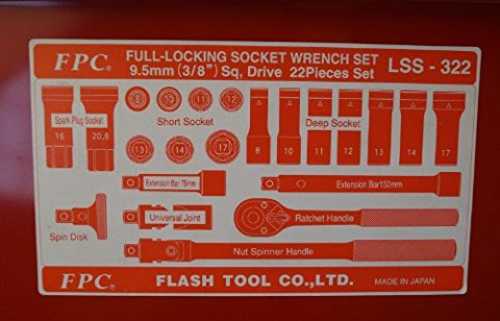 FPC® FULL-LOCKING SOCKET WRENCH SET LSS - 322
9.5mm (3/8") Sq, Drive 22Pieces Set
Spark Plug Socket
16 20,8
8 10 11 12
Short Socket
13 14 17
Deep Socket
8 10 11 12 13 14 17
Extension Bar 75mm
Extension Bar150mm
Spin Disk
Universal Joint
Ratchet Handle
Nut Spinner Handle
FPC® FLASH TOOL CO.,LTD. MADE IN JAPAN